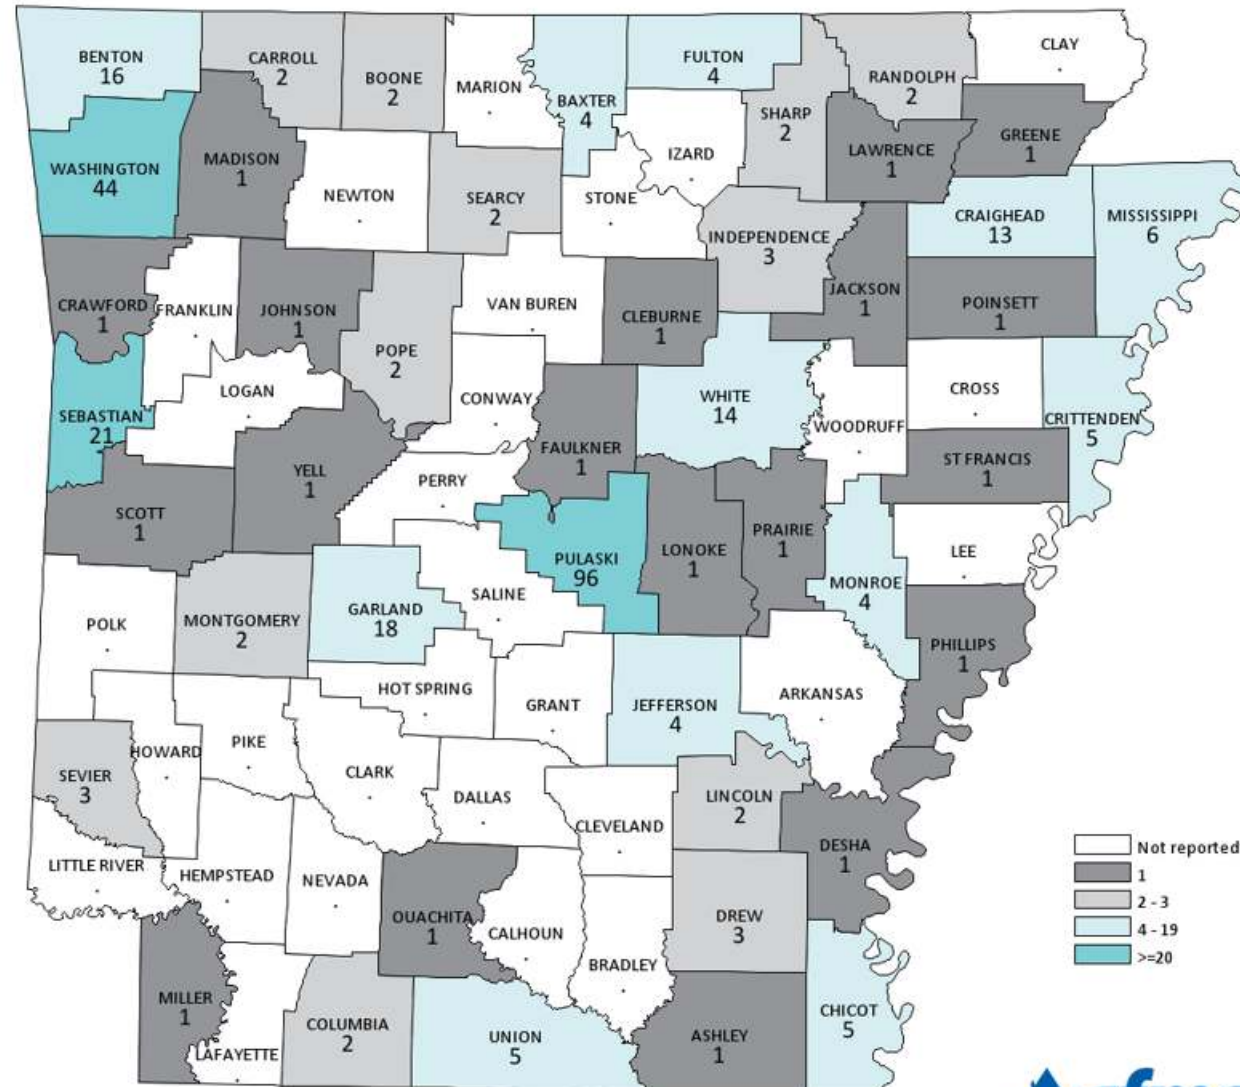 BENTON
16
CARROLL
2
BOONE
2
MARION
.
BAXTER
4
FULTON
4
SHARP
2
RANDOLPH
2
CLAY
.
WASHINGTON
44
MADISON
1
NEWTON
.
SEARCY
2
STONE
.
IZARD
.
LAWRENCE
1
GREENE
1
INDEPENDENCE
3
CRAIGHEAD
13
MISSISSIPPI
6
CRAWFORD
1
FRANKLIN
.
JOHNSON
1
POPE
2
VAN BUREN
.
CLEBURNE
1
JACKSON
1
POINSETT
1
SEBASTIAN
21
LOGAN
.
CONWAY
.
WHITE
14
WOODRUFF
.
CROSS
.
CRITTENDEN
5
SCOTT
1
YELL
1
PERRY
.
FAULKNER
1
ST FRANCIS
1
PULASKI
96
LONOKE
1
PRAIRIE
1
MONROE
4
LEE
.
POLK
.
MONTGOMERY
2
GARLAND
18
SALINE
.
PHILLIPS
1
HOT SPRING
.
GRANT
.
JEFFERSON
4
ARKANSAS
.
SEVIER
3
HOWARD
.
PIKE
.
CLARK
.
DALLAS
.
CLEVELAND
.
LINCOLN
2
DESHA
1
LITTLE RIVER
.
HEMPSTEAD
.
NEVADA
.
OUACHITA
1
CALHOUN
.
BRADLEY
.
DREW
3
MILLER
1
LAFAYETTE
.
COLUMBIA
2
UNION
5
ASHLEY
1
CHICOT
5
Not reported
1
2 - 3
4 - 19
>=20